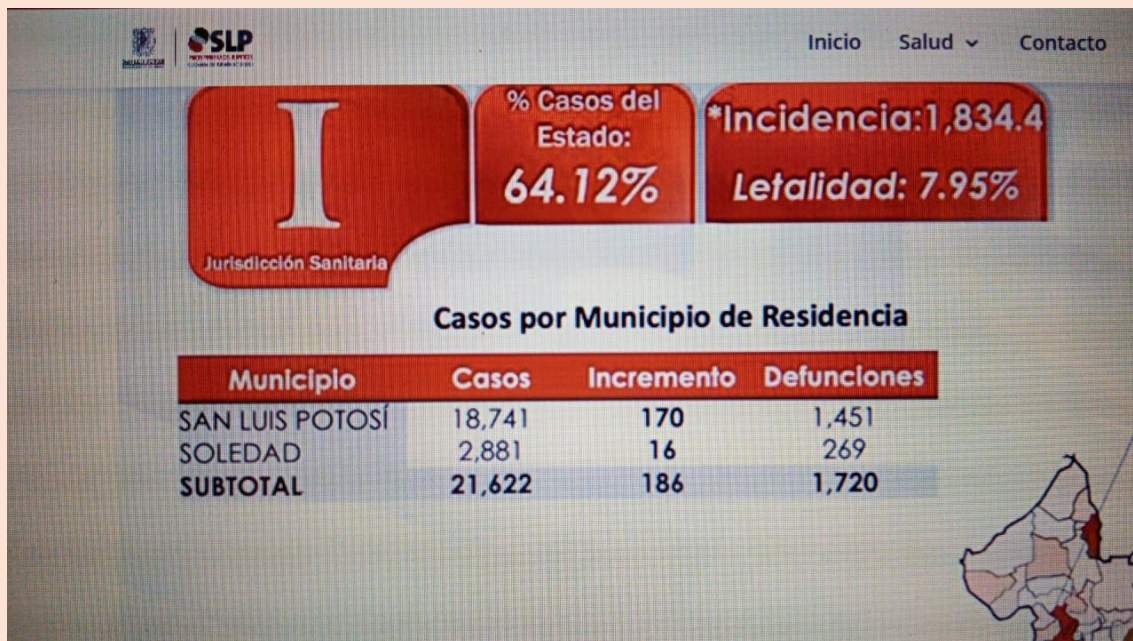 SLP
Inicio Salud Contacto
I
Jurisdicción Sanitaria
% Casos del
Estado:
64.12%
*Incidencia:1,834.4
Letalidad: 7.95%
Casos por Municipio de Residencia
Municipio Casos Incremento Defunciones
SAN LUIS POTOSÍ 18,741 170 1,451
SOLEDAD 2,881 16 269
SUBTOTAL 21,622 186 1,720